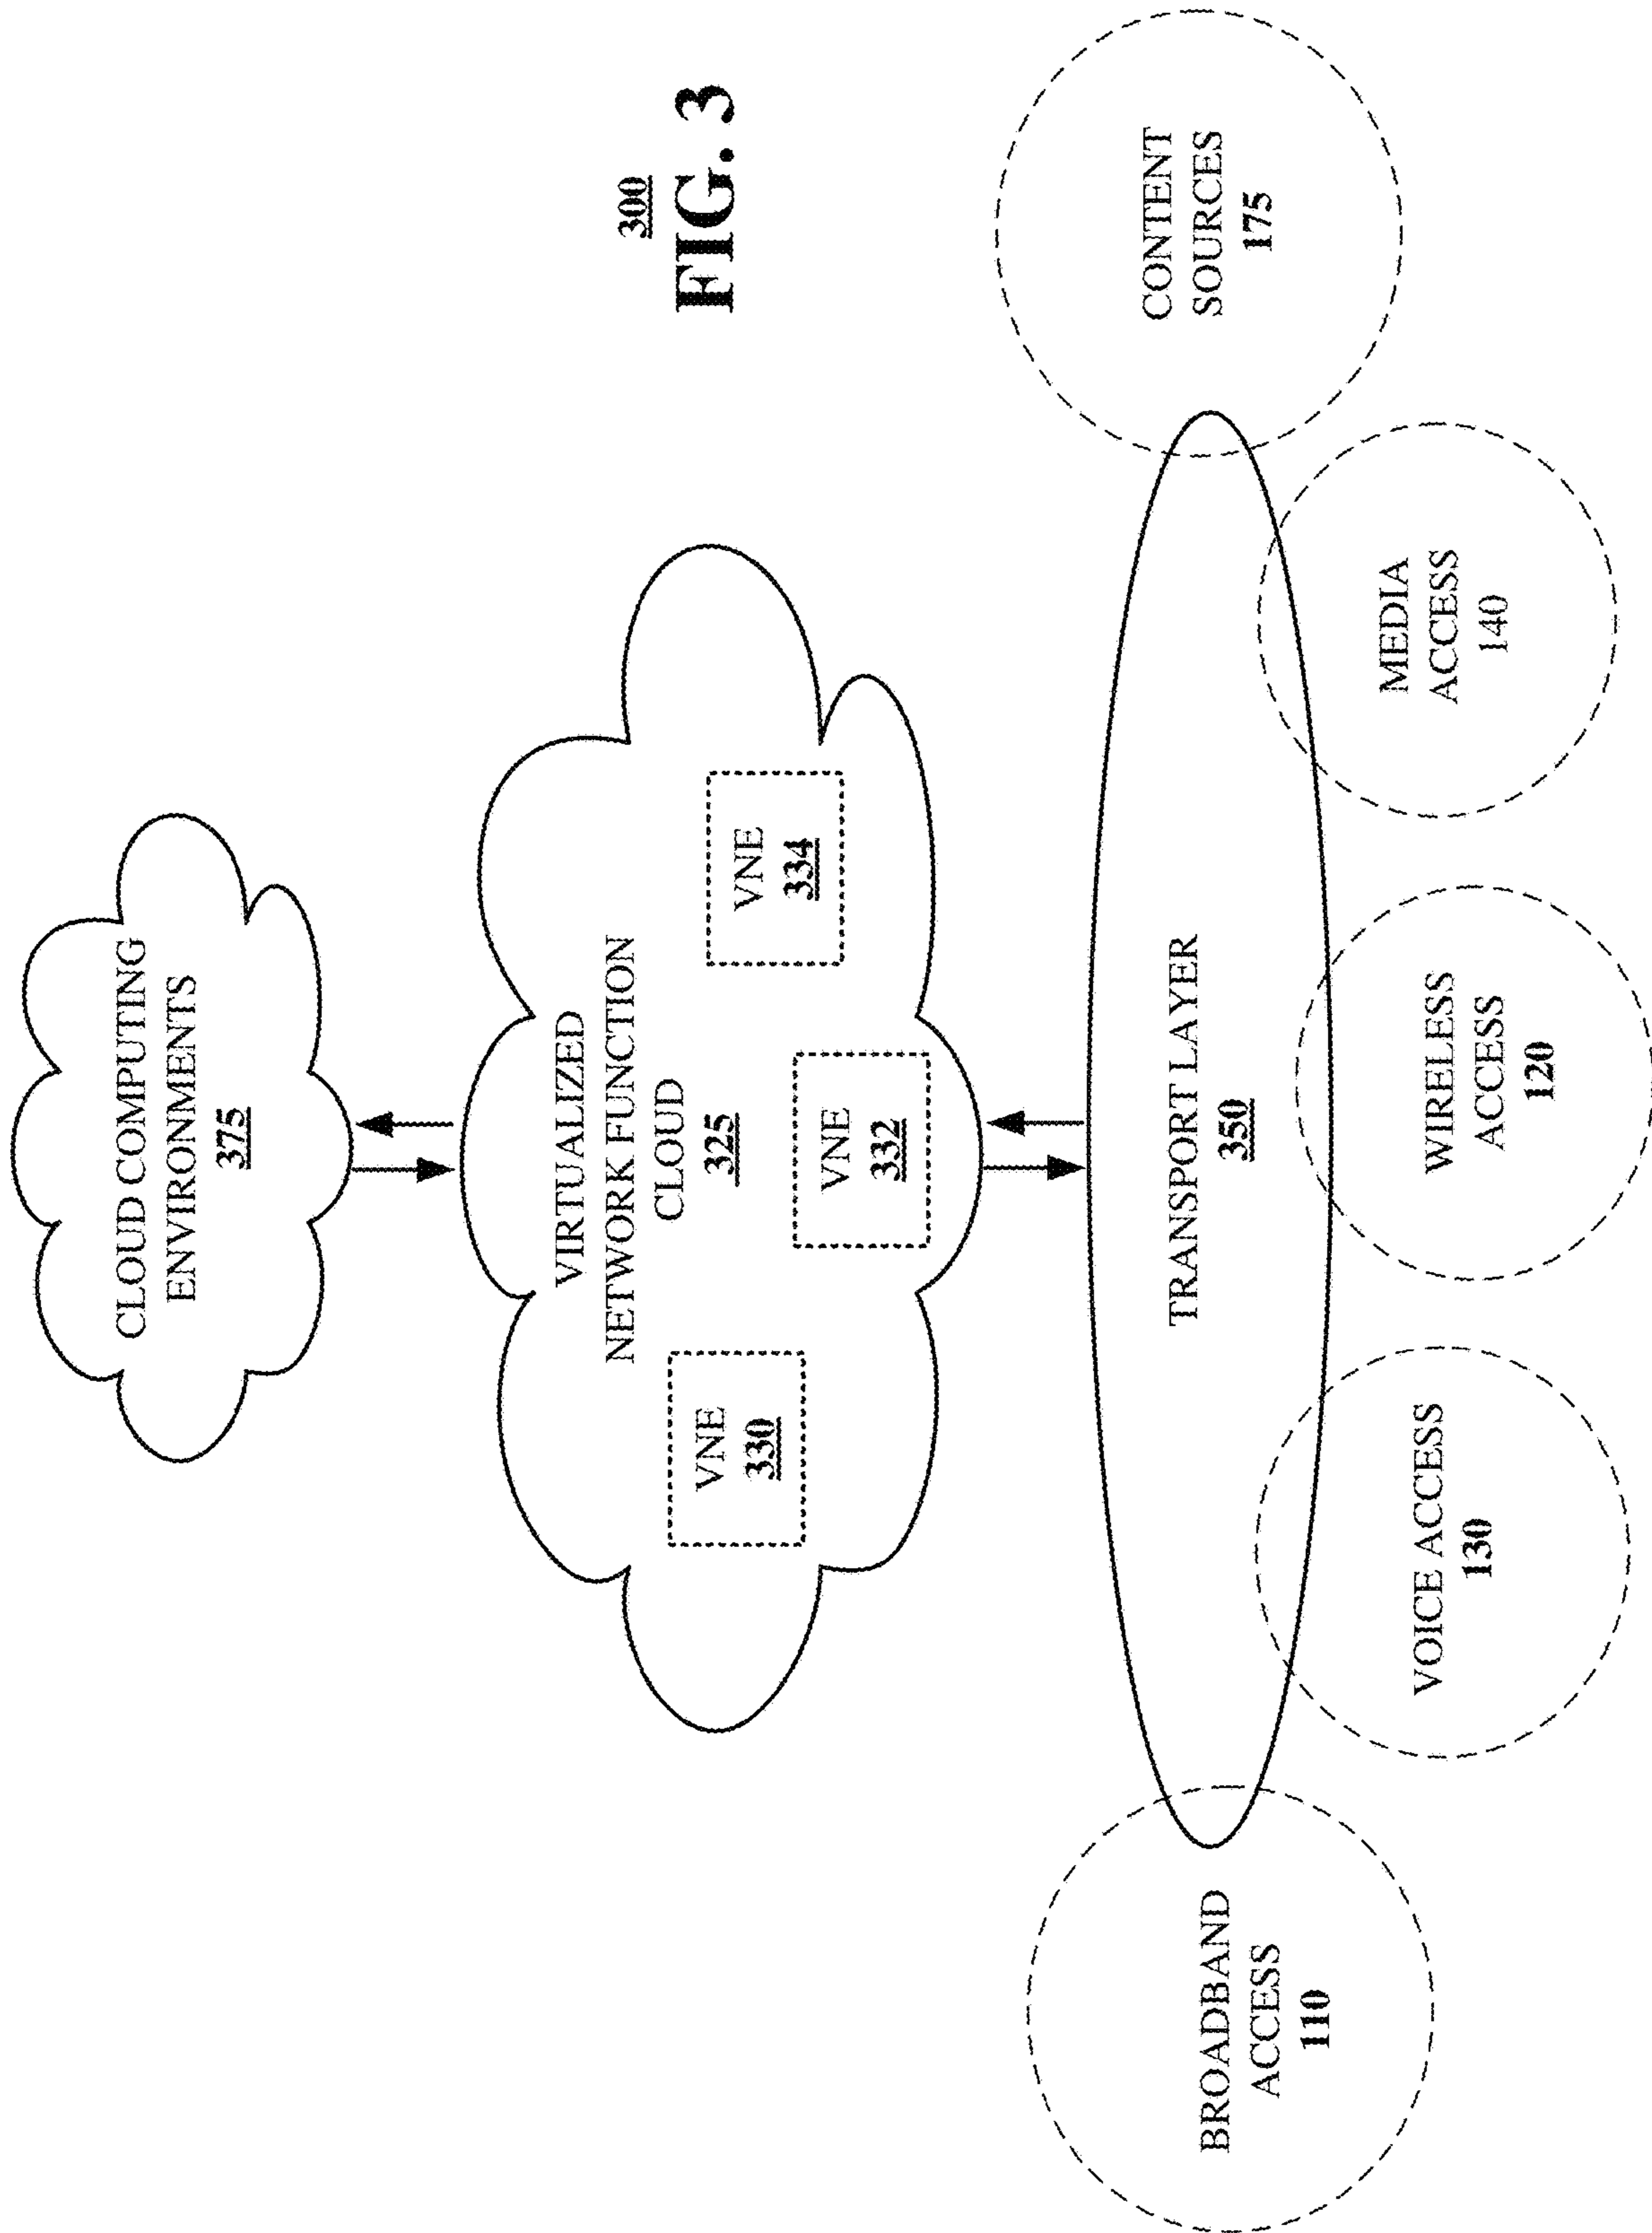 CLOUD COMPUTING
ENVIRONMENTS
375
VIRTUALIZED
NETWORK FUNCTION
CLOUD
325
VNE
330
VNE
332
VNE
334
300
FIG. 3
TRANSPORT LAYER
350
BROADBAND
ACCESS
110
VOICE ACCESS
130
WIRELESS
ACCESS
120
MEDIA
ACCESS
140
CONTENT
SOURCES
175